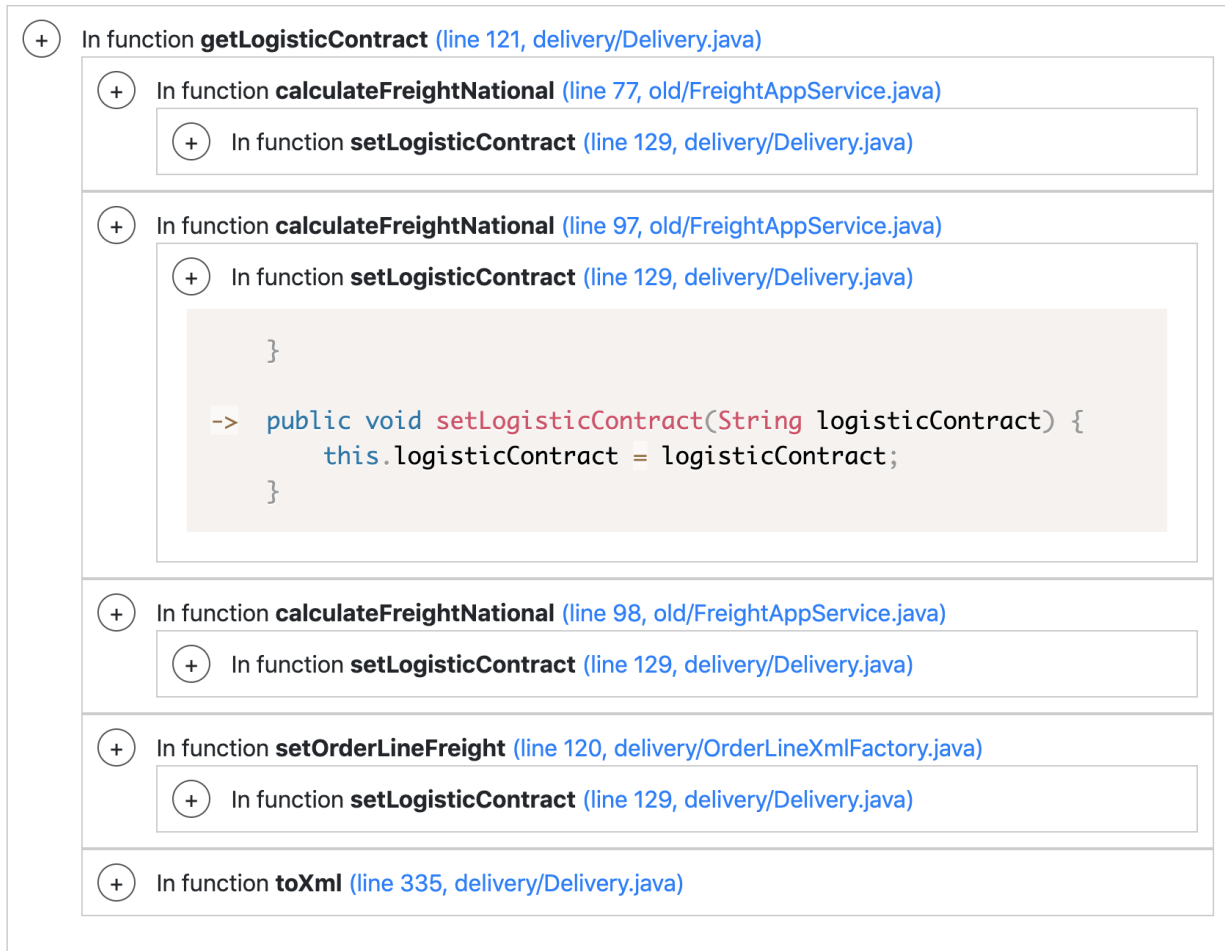 + In function getLogisticContract (line 121, delivery/Delivery.java)
+ In function calculateFreightNational (line 77, old/FreightAppService.java)
+ In function setLogisticContract (line 129, delivery/Delivery.java)
+ In function calculateFreightNational (line 97, old/FreightAppService.java)
+ In function setLogisticContract (line 129, delivery/Delivery.java)
}
-> public void setLogisticContract(String logisticContract) {
this.logisticContract = logisticContract;
}
+ In function calculateFreightNational (line 98, old/FreightAppService.java)
+ In function setLogisticContract (line 129, delivery/Delivery.java)
+ In function setOrderLineFreight (line 120, delivery/OrderLineXmlFactory.java)
+ In function setLogisticContract (line 129, delivery/Delivery.java)
+ In function toXml (line 335, delivery/Delivery.java)